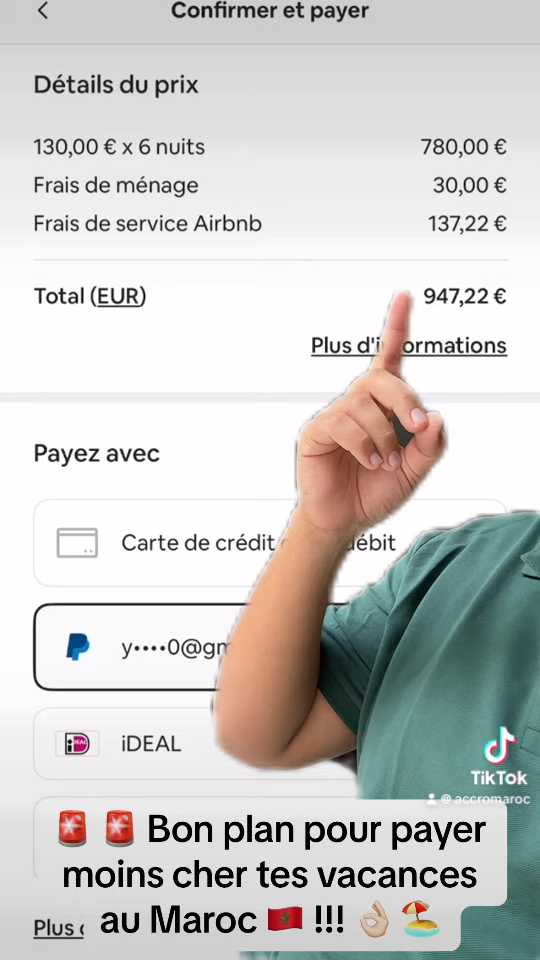 Confirmer et payer
Détails du prix
130,00 € x 6 nuits 780,00 €
Frais de ménage 30,00 €
Frais de service Airbnb 137,22 €
Total (EUR) 947,22 €
Plus d'informations
Payez avec
Carte de crédit débit
y••••0@gm
iDEAL
iDEAL
TikTok
@ accromaroc
🚨 🚨 Bon plan pour payer
moins cher tes vacances
au Maroc 🇲🇦 !!! 👌🏼 🏖️
Plus